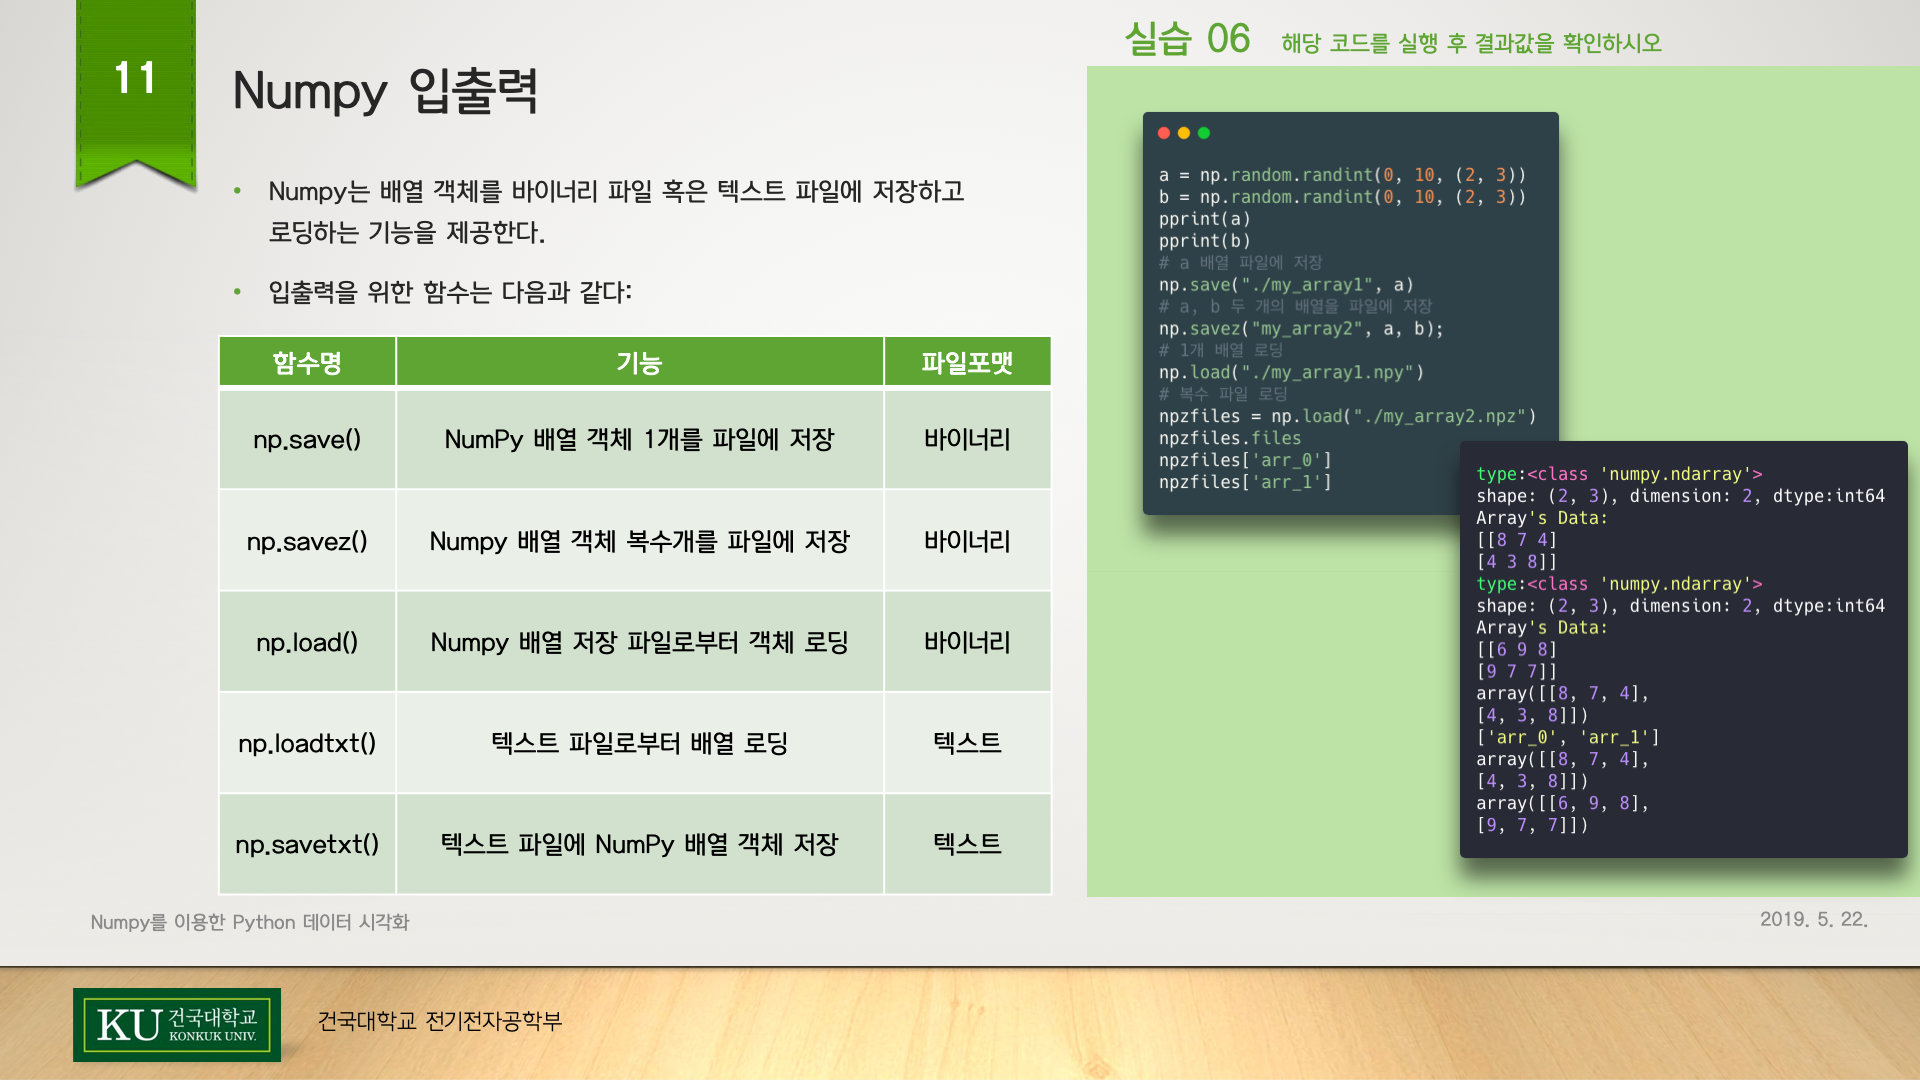 11
Numpy 입출력
• Numpy는 배열 객체를 바이너리 파일 혹은 텍스트 파일에 저장하고
로딩하는 기능을 제공한다.
• 입출력을 위한 함수는 다음과 같다:
함수명 기능 파일포맷
np.save() NumPy 배열 객체 1개를 파일에 저장 바이너리
np.savez() Numpy 배열 객체 복수개를 파일에 저장 바이너리
np.load() Numpy 배열 저장 파일로부터 객체 로딩 바이너리
np.loadtxt() 텍스트 파일로부터 배열 로딩 텍스트
np.savetxt() 텍스트 파일에 NumPy 배열 객체 저장 텍스트
실습 06 해당 코드를 실행 후 결과값을 확인하시오
a = np.random.randint(0, 10, (2, 3))
b = np.random.randint(0, 10, (2, 3))
pprint(a)
pprint(b)
# a 배열 파일에 저장
np.save("./my_array1", a)
# a, b 두 개의 배열을 파일에 저장
np.savez("my_array2", a, b);
# 1개 배열 로딩
np.load("./my_array1.npy")
# 복수 파일 로딩
npzfiles = np.load("./my_array2.npz")
npzfiles.files
npzfiles['arr_0']
npzfiles['arr_1']
type:<class 'numpy.ndarray'>
shape: (2, 3), dimension: 2, dtype:int64
Array's Data:
[[8 7 4]
[4 3 8]]
type:<class 'numpy.ndarray'>
shape: (2, 3), dimension: 2, dtype:int64
Array's Data:
[[6 9 8]
[9 7 7]]
array([[8, 7, 4],
[4, 3, 8]])
['arr_0', 'arr_1']
array([[8, 7, 4],
[4, 3, 8]])
array([[6, 9, 8],
[9, 7, 7]])
Numpy를 이용한 Python 데이터 시각화
2019. 5. 22.
KU 건국대학교
KONKUK UNIV.
건국대학교 전기전자공학부